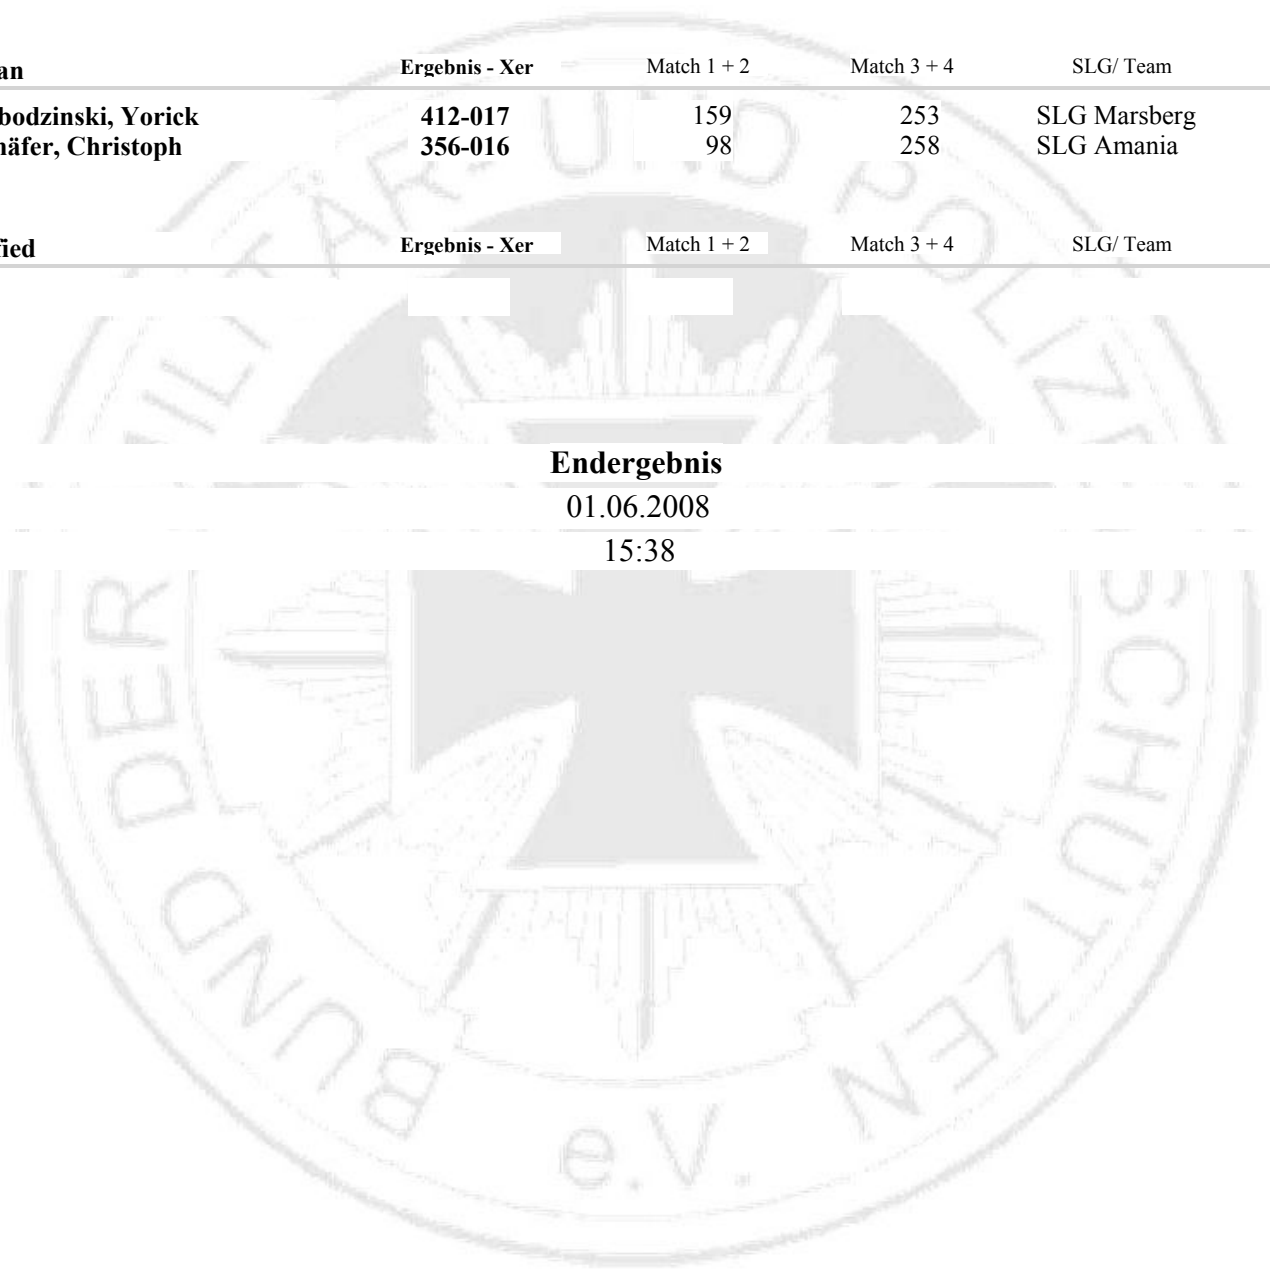 an Ergebnis - Xer Match 1 + 2 Match 3 + 4 SLG/ Team
bodzinski, Yorick 412-017 159 253 SLG Marsberg
häfer, Christoph 356-016 98 258 SLG Amania
fied Ergebnis - Xer Match 1 + 2 Match 3 + 4 SLG/ Team
Endergebnis
01.06.2008
15:38
BUND DER MILITÄR- UND POLIZEISCHÜTZEN
e.V.